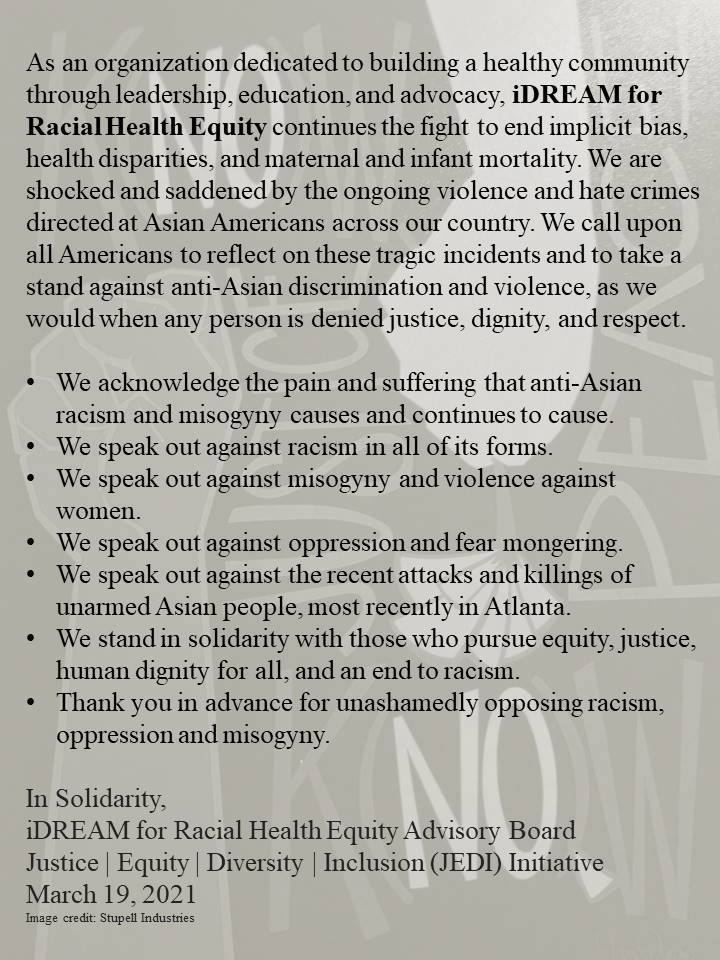 As an organization dedicated to building a healthy community
through leadership, education, and advocacy, iDREAM for
Racial Health Equity continues the fight to end implicit bias,
health disparities, and maternal and infant mortality. We are
shocked and saddened by the ongoing violence and hate crimes
directed at Asian Americans across our country. We call upon
all Americans to reflect on these tragic incidents and to take a
stand against anti-Asian discrimination and violence, as we
would when any person is denied justice, dignity, and respect.
• We acknowledge the pain and suffering that anti-Asian
racism and misogyny causes and continues to cause.
• We speak out against racism in all of its forms.
• We speak out against misogyny and violence against
women.
• We speak out against oppression and fear mongering.
• We speak out against the recent attacks and killings of
unarmed Asian people, most recently in Atlanta.
• We stand in solidarity with those who pursue equity, justice,
human dignity for all, and an end to racism.
• Thank you in advance for unashamedly opposing racism,
oppression and misogyny.
In Solidarity,
iDREAM for Racial Health Equity Advisory Board
Justice | Equity | Diversity | Inclusion (JEDI) Initiative
March 19, 2021
Image credit: Stupell Industries
KNOW
JUSTICE
PEACE
KNOW